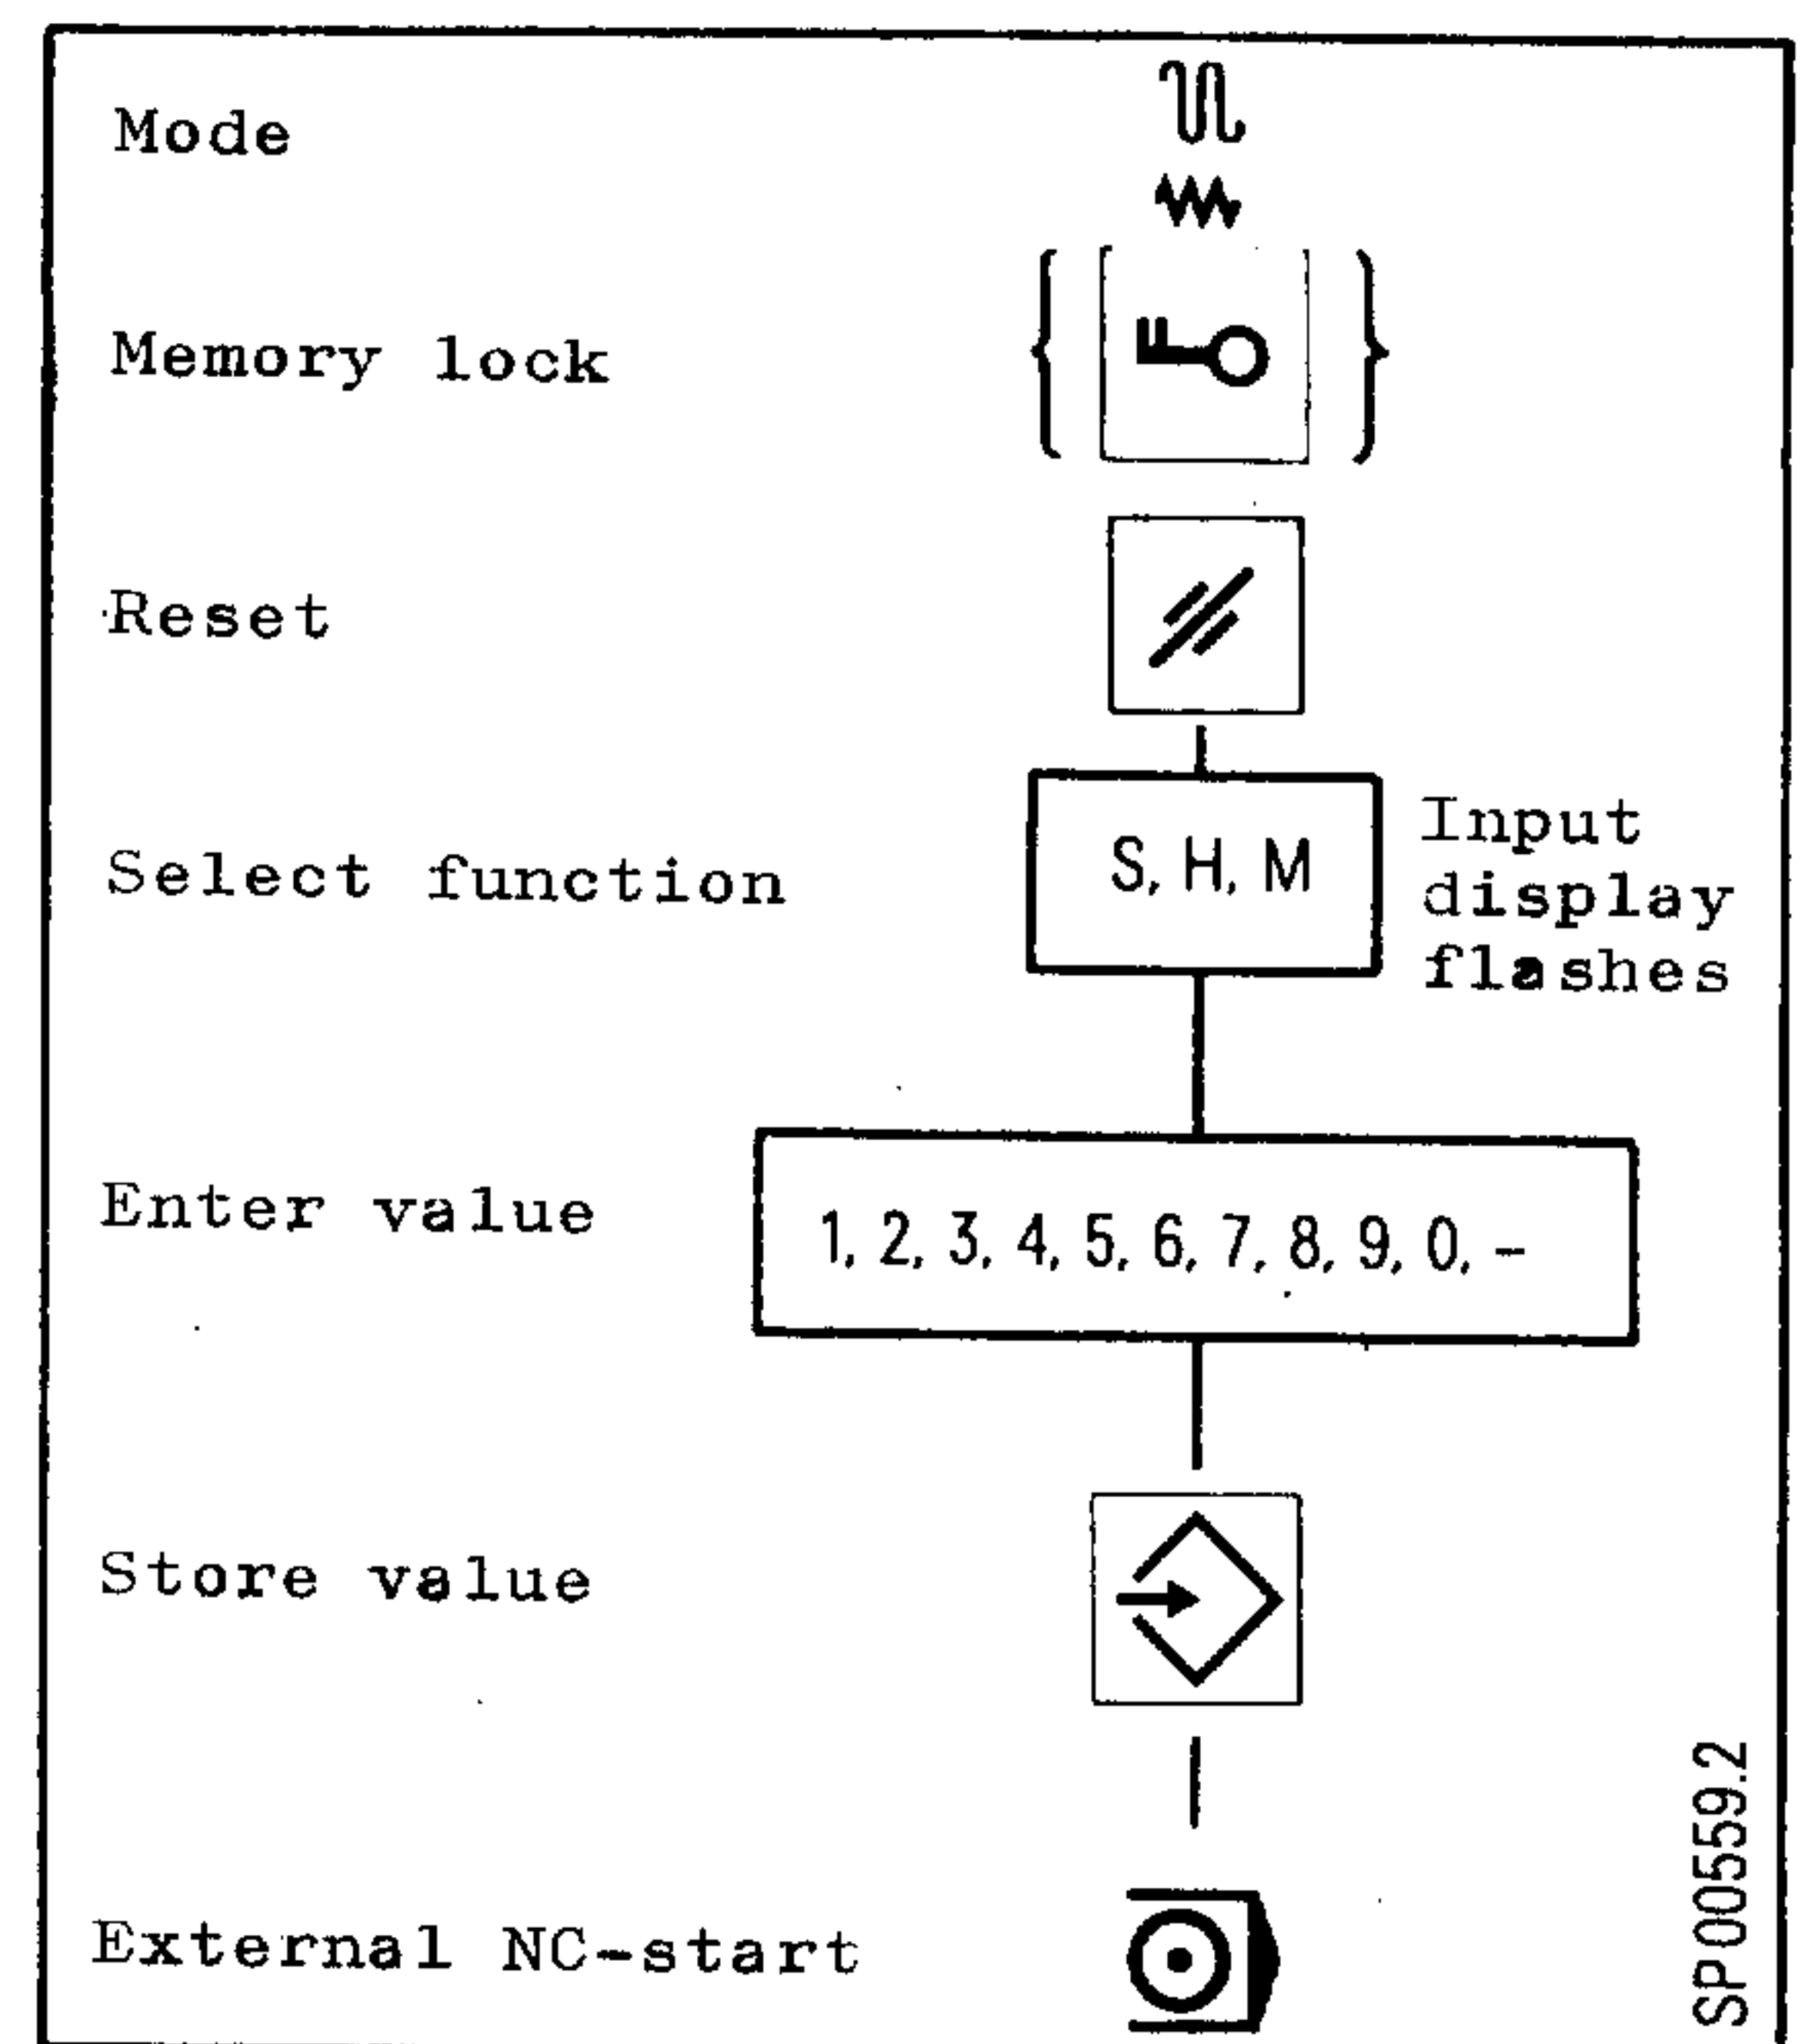 Mode
Memory lock
Reset
Select function
S, H, M
Input
display
flashes
Enter value
1, 2, 3, 4, 5, 6, 7, 8, 9, 0, -
Store value
External NC-start
SP00559.2